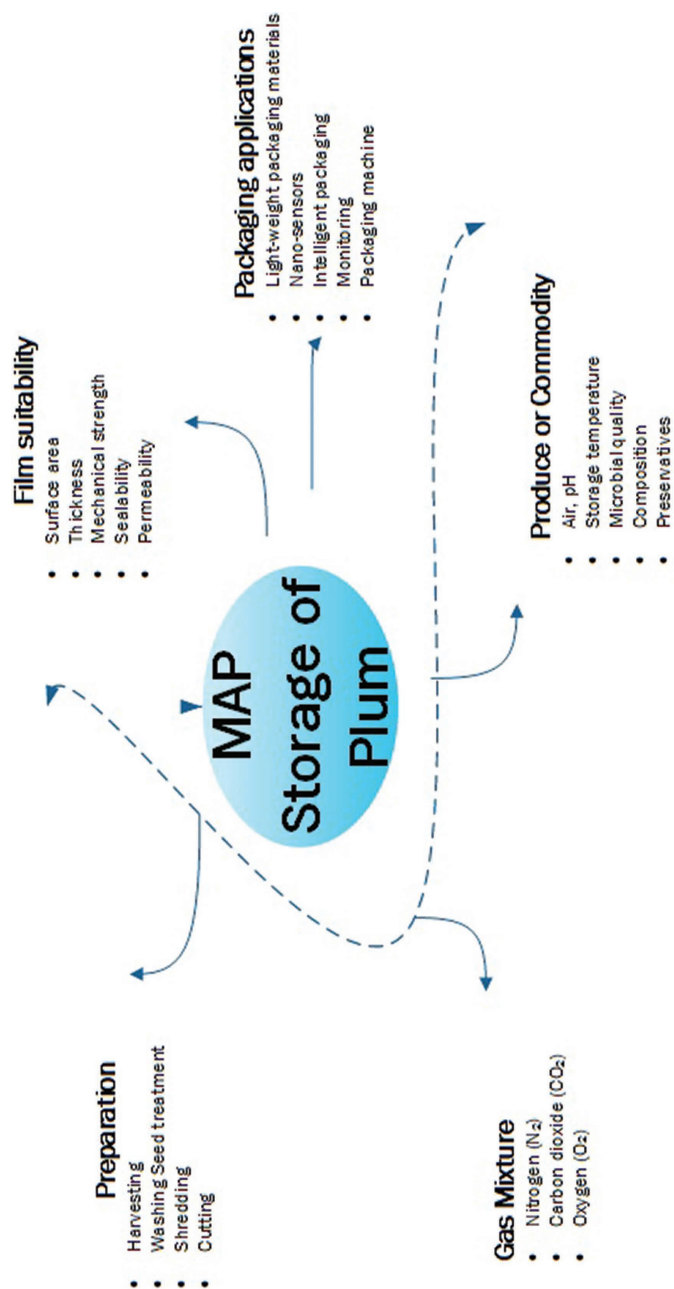 Preparation
• Harvesting
• Washing Seed treatment
• Shredding
• Cutting
Film suitability
• Surface area
• Thickness
• Mechanical strength
• Sealability
• Permeability
MAP
Storage of
Plum
Packaging applications
• Light-weight packaging materials
• Nano-sensors
• Intelligent packaging
• Monitoring
• Packaging machine
Gas Mixture
• Nitrogen (N₂)
• Carbon dioxide (CO₂)
• Oxygen (O₂)
Produce or Commodity
• Air, pH
• Storage temperature
• Microbial quality
• Composition
• Preservatives